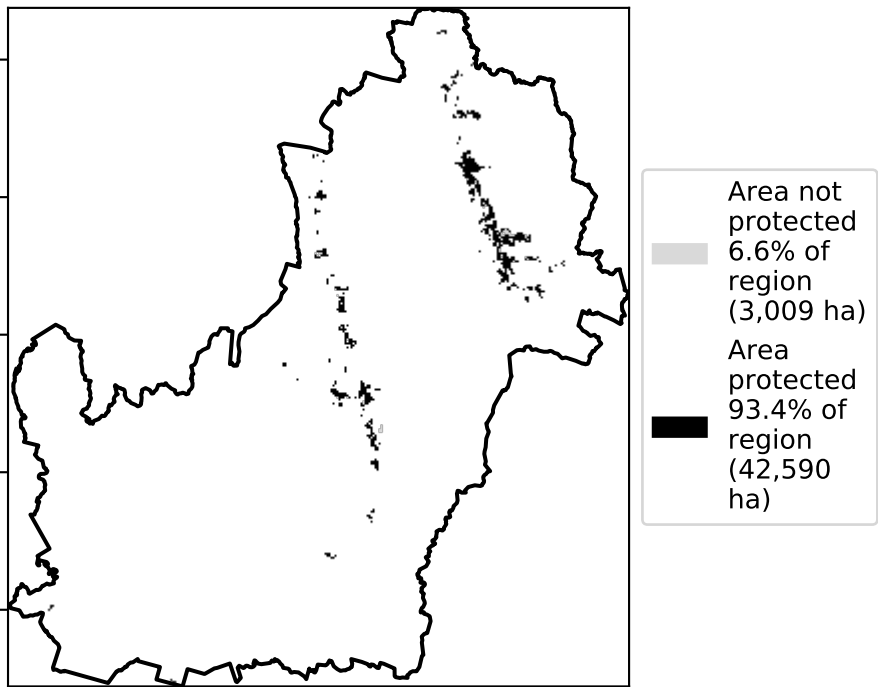 Area not
protected
6.6% of
region
(3,009 ha)
Area
protected
93.4% of
region
(42,590
ha)